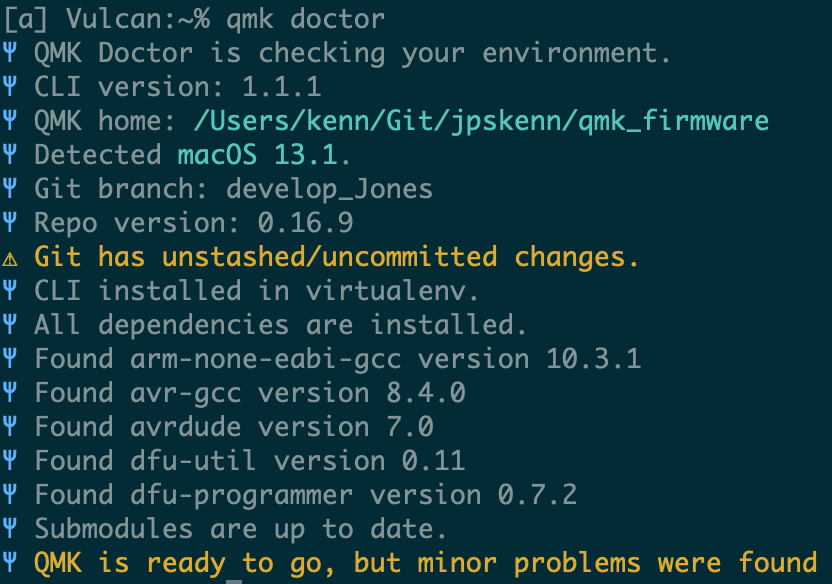 [a] Vulcan:~% qmk doctor
Ψ QMK Doctor is checking your environment.
Ψ CLI version: 1.1.1
Ψ QMK home: /Users/kenn/Git/jpskenn/qmk_firmware
Ψ Detected macOS 13.1.
Ψ Git branch: develop_Jones
Ψ Repo version: 0.16.9
⚠ Git has unstashed/uncommitted changes.
Ψ CLI installed in virtualenv.
Ψ All dependencies are installed.
Ψ Found arm-none-eabi-gcc version 10.3.1
Ψ Found avr-gcc version 8.4.0
Ψ Found avrdude version 7.0
Ψ Found dfu-util version 0.11
Ψ Found dfu-programmer version 0.7.2
Ψ Submodules are up to date.
Ψ QMK is ready to go, but minor problems were found